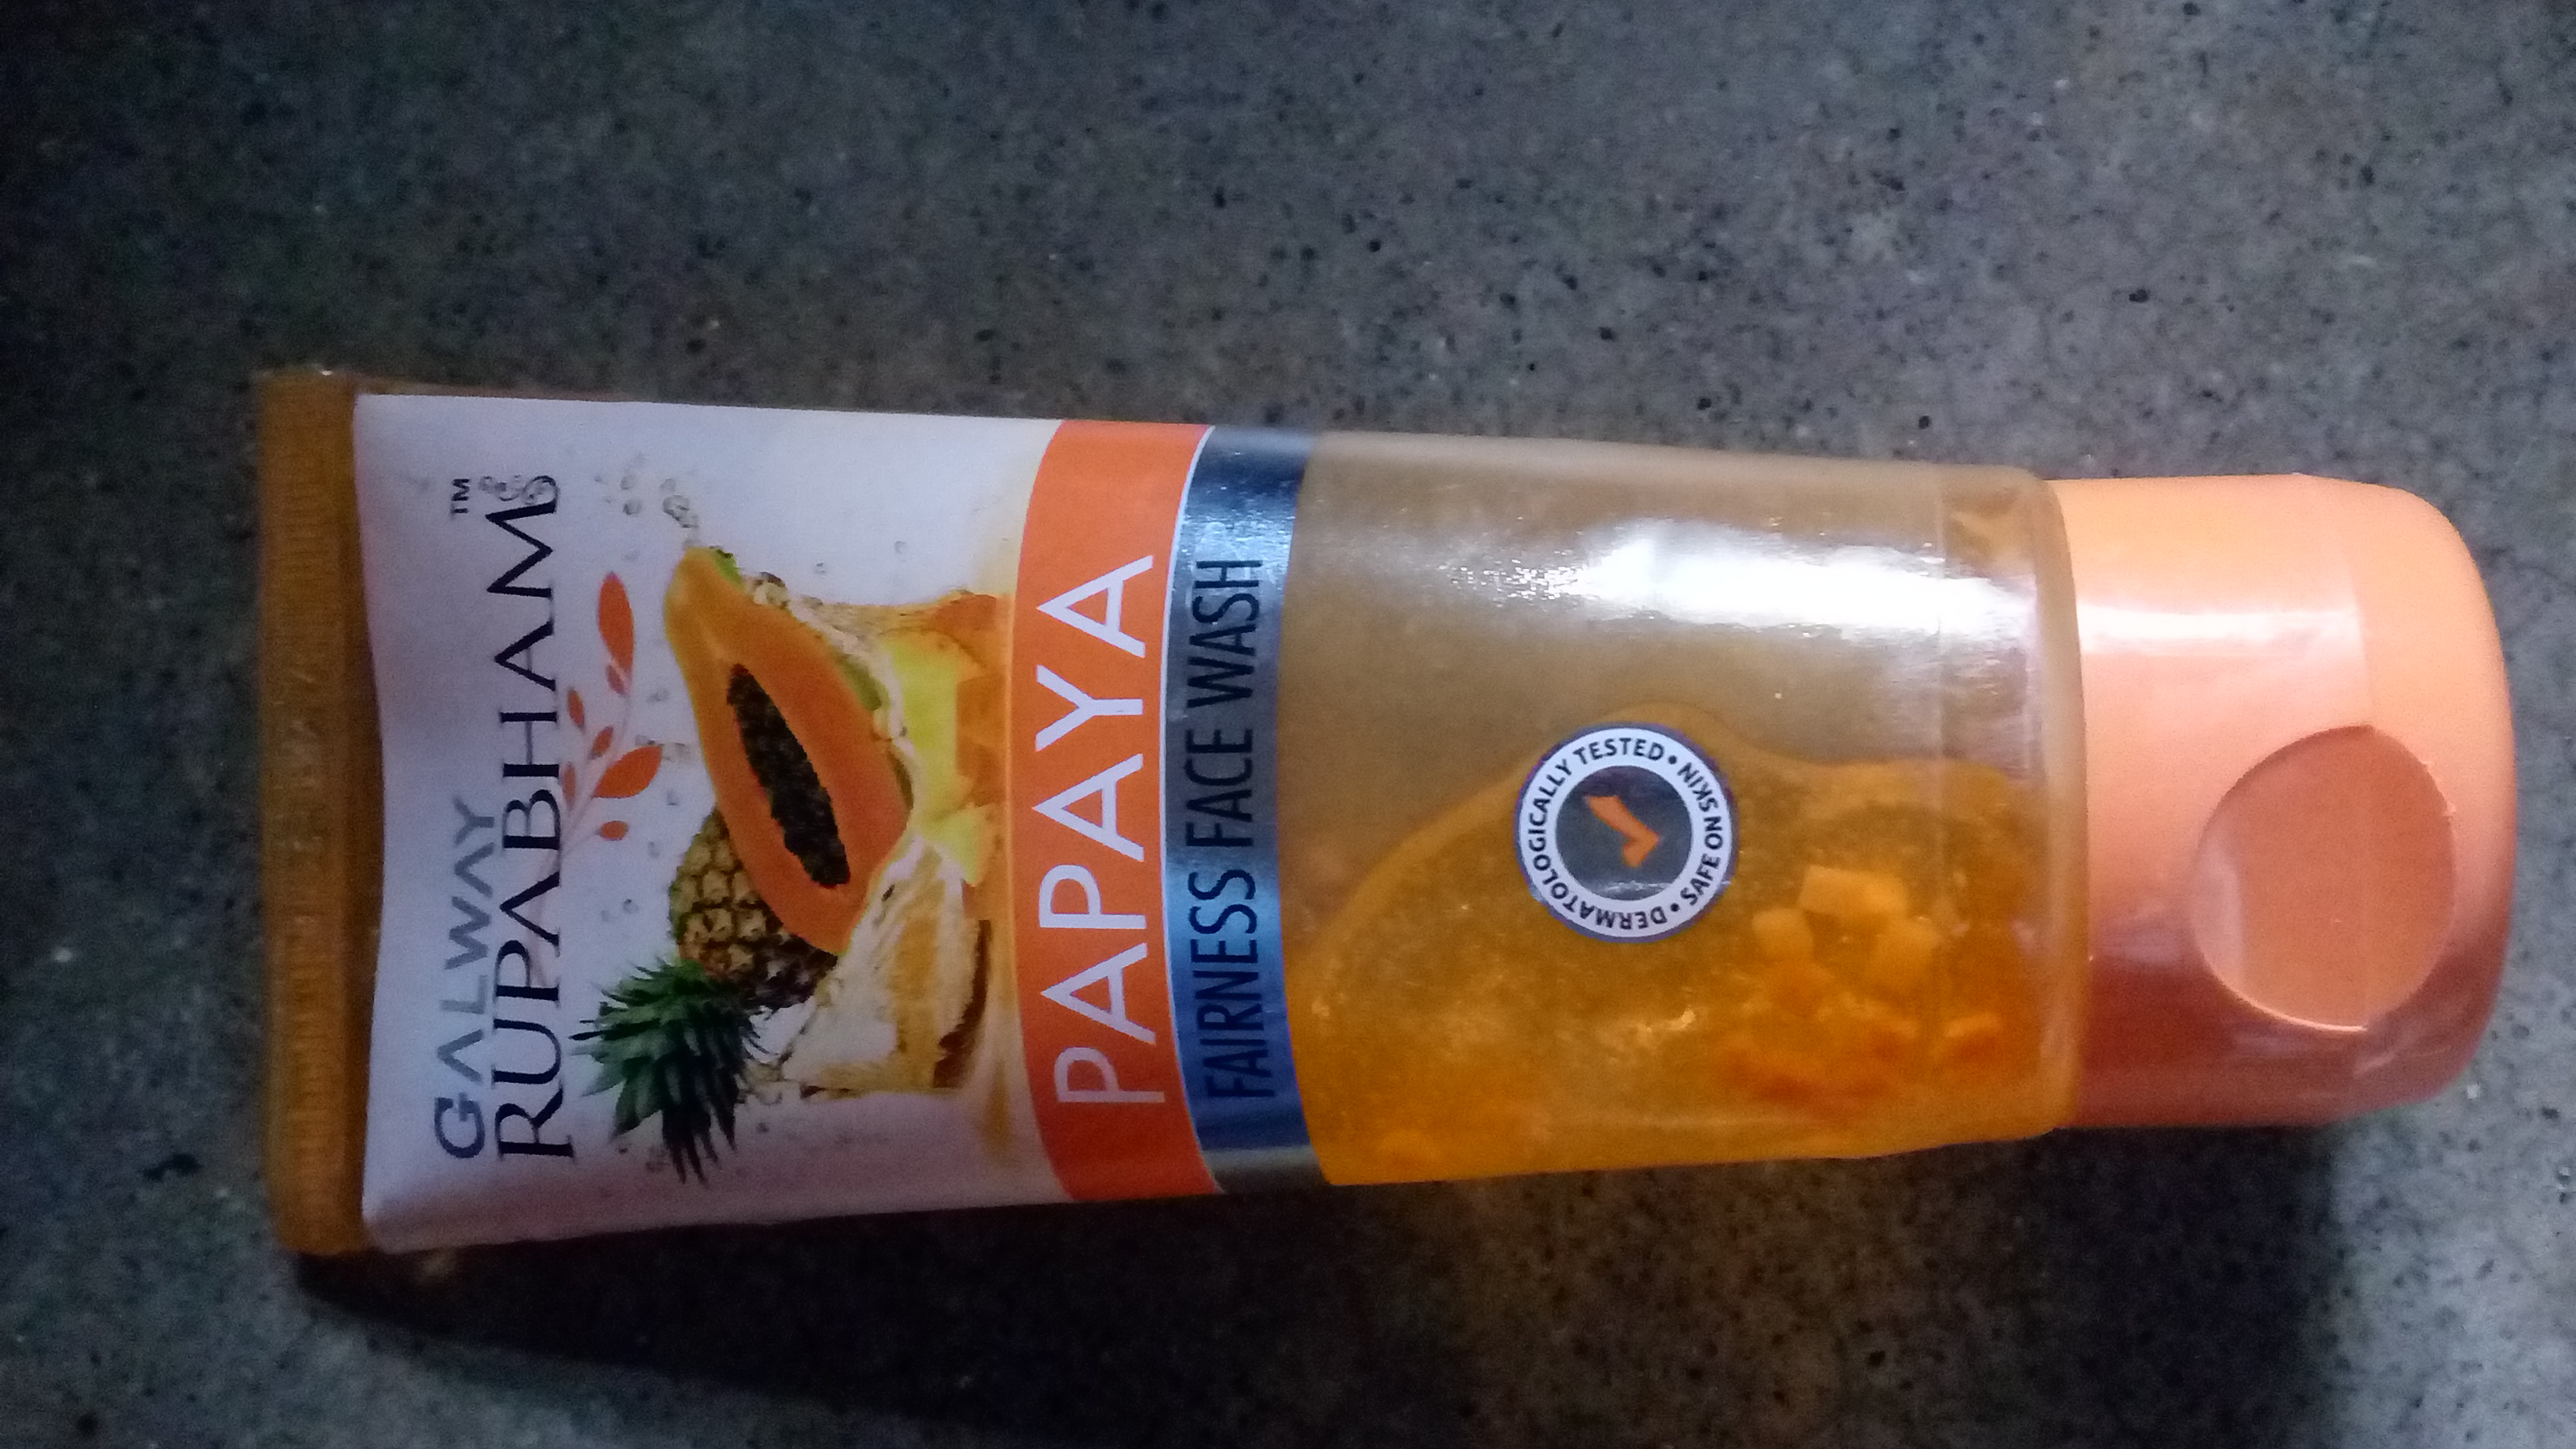 GALWAY
RUPABHAM™
PAPAYA
FAIRNESS FACE WASH
DERMATOLOGICALLY TESTED • SAFE ON SKIN •